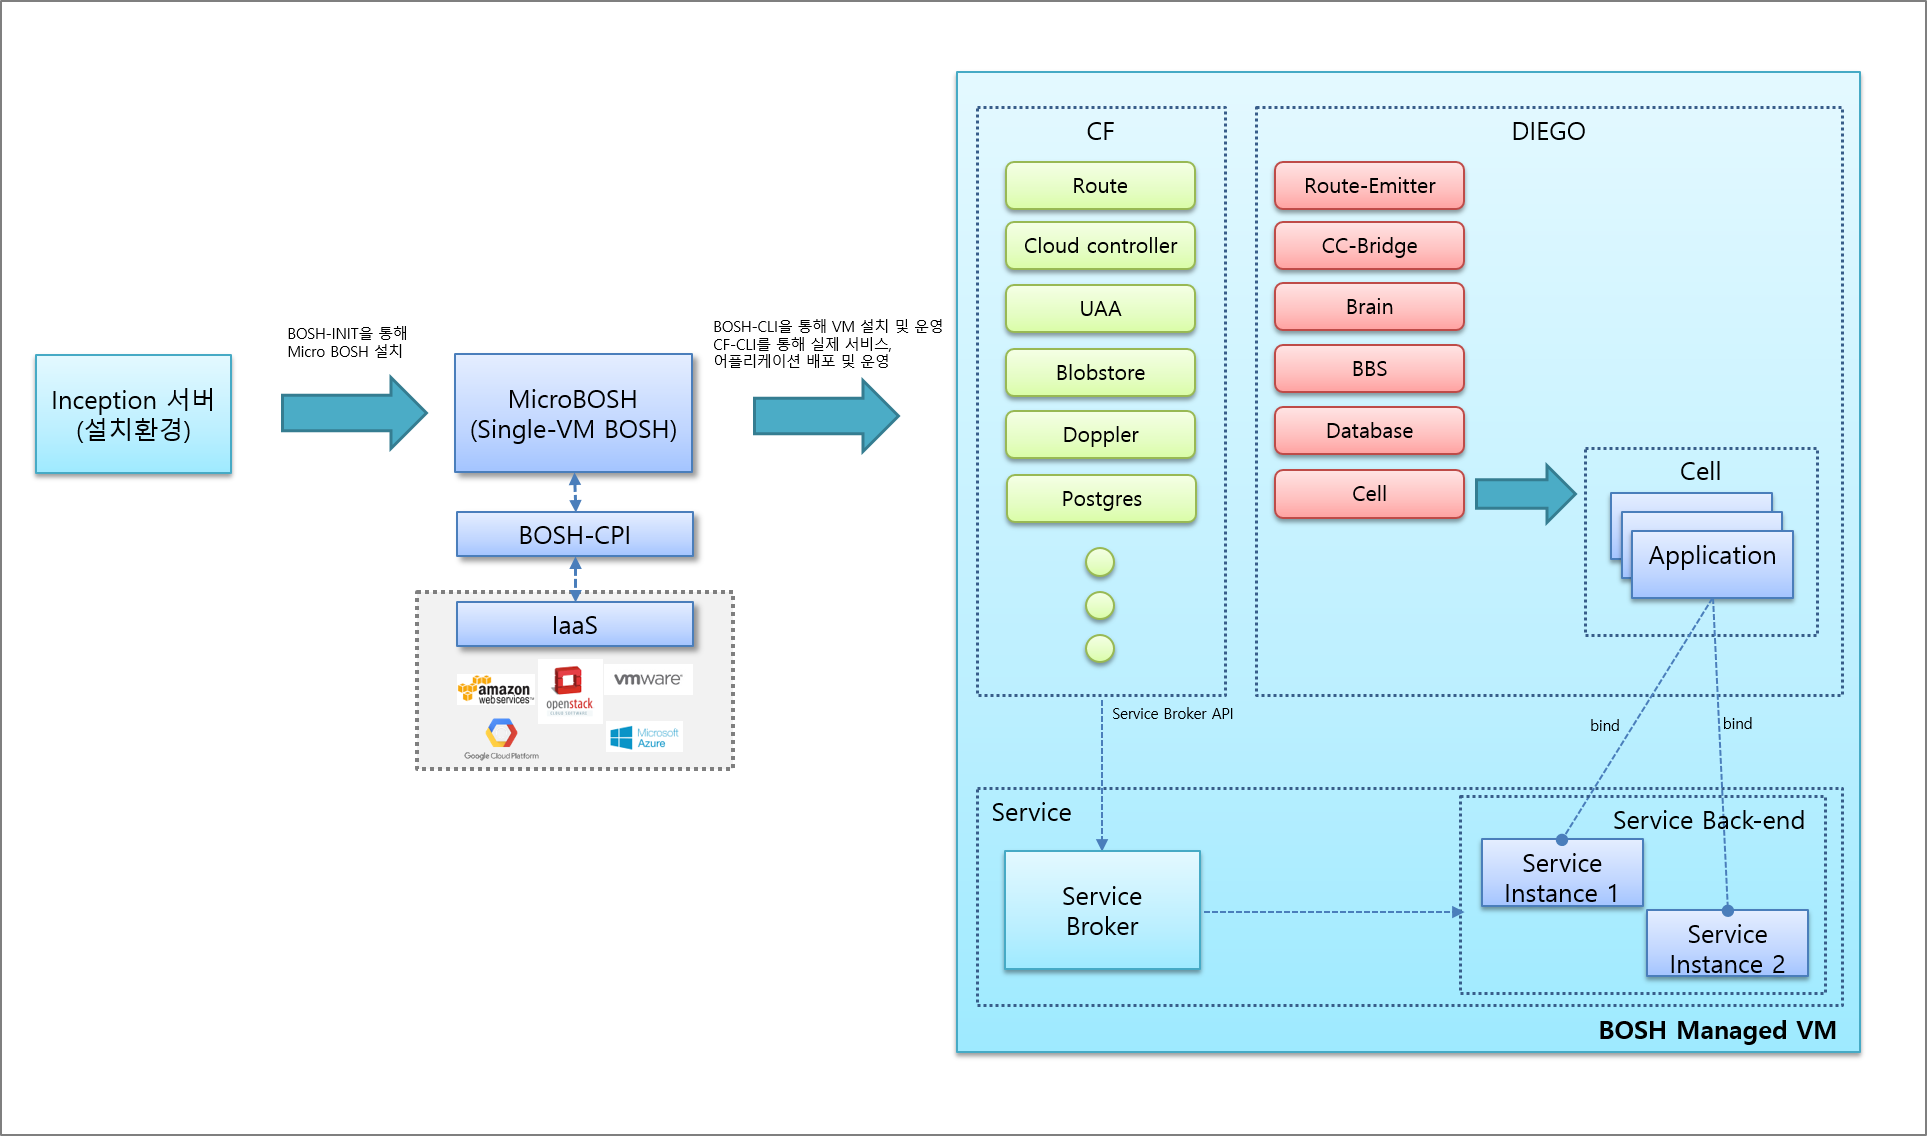 BOSH-INIT을 통해
Micro BOSH 설치
Inception 서버
(설치환경)
BOSH-CLI을 통해 VM 설치 및 운영
CF-CLI를 통해 실제 서비스,
어플리케이션 배포 및 운영
MicroBOSH
(Single-VM BOSH)
BOSH-CPI
IaaS
amazon
webservices™
openstack
CLOUD SOFTWARE
vmware®
Google Cloud Platform
Microsoft
Azure
CF
Route
Cloud controller
UAA
Blobstore
Doppler
Postgres
DIEGO
Route-Emitter
CC-Bridge
Brain
BBS
Database
Cell
Cell
Application
Service Broker API
bind
bind
Service
Service
Broker
Service Back-end
Service
Instance 1
Service
Instance 2
BOSH Managed VM